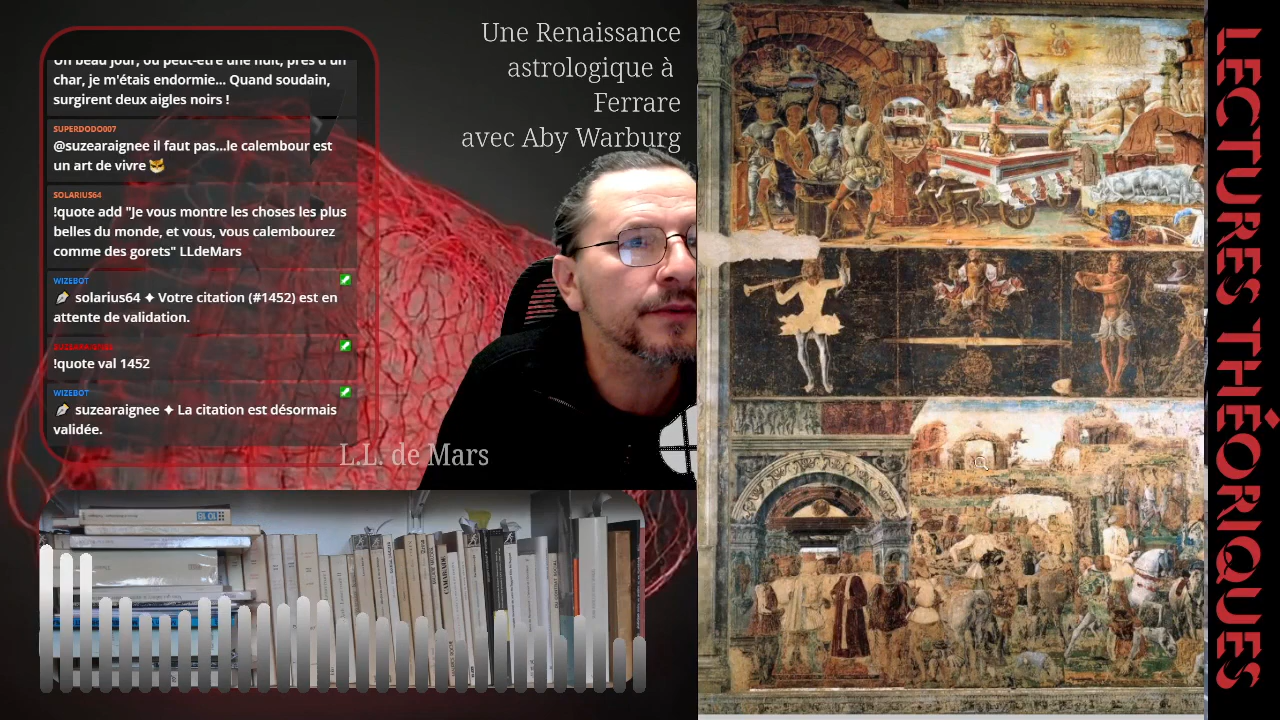 Un beau jour, ou peut-être une nuit, près d'un
char, je m'étais endormie... Quand soudain,
surgirent deux aigles noirs !
SUPERDODO007
@suzearaignee il faut pas...le calembour est
un art de vivre
SOLARIUS64
!quote add "Je vous montre les choses les plus
belles du monde, et vous, vous calembourez
comme des gorets" LLdeMars
WIZEBOT
solarius64 ✦ Votre citation (#1452) est en
attente de validation.
SUZEARAIGNEE
!quote val 1452
WIZEBOT
suzearaignee ✦ La citation est désormais
validée.
Une Renaissance
astrologique à
Ferrare
avec Aby Warburg
L.L. de Mars
LECTURES THÉORIQUES